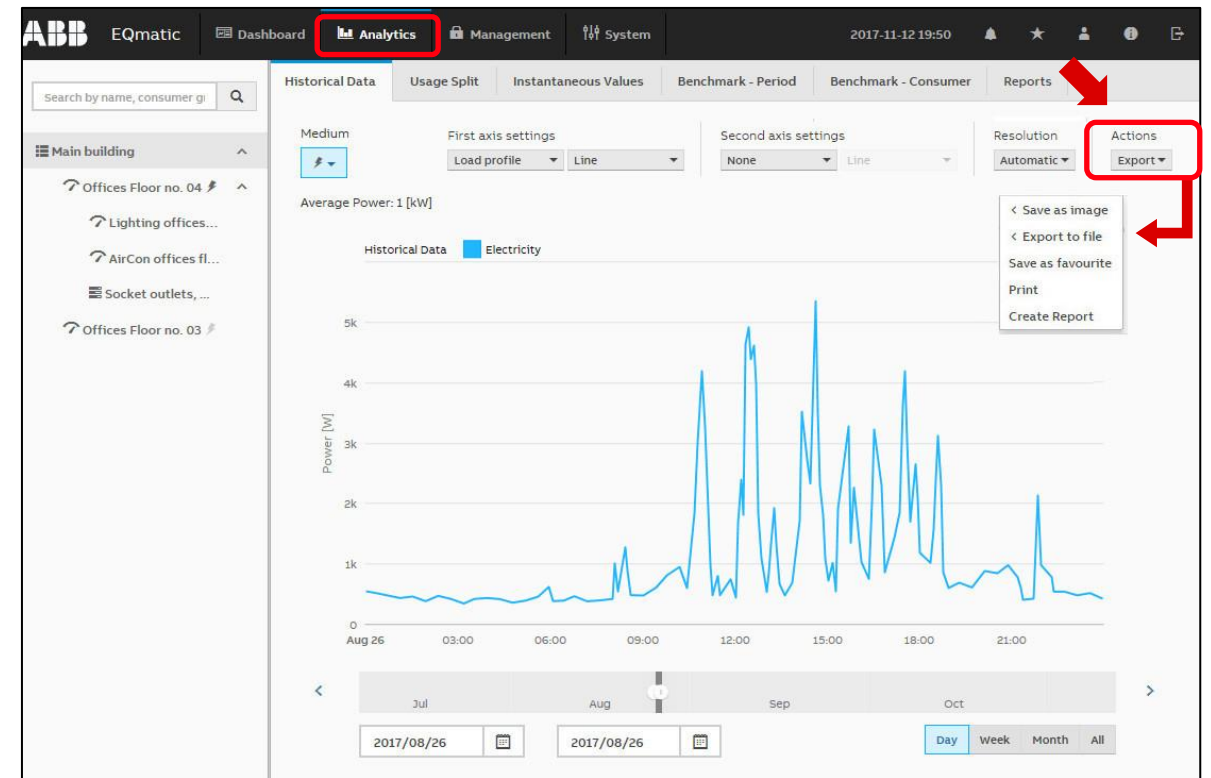 ABB EQmatic Dashboard Analytics Management System 2017-11-12 19:50
Search by name, consumer gr
Main building
Offices Floor no. 04
Lighting offices...
AirCon offices fl...
Socket outlets, ...
Offices Floor no. 03
Historical Data Usage Split Instantaneous Values Benchmark - Period Benchmark - Consumer Reports
Medium First axis settings Second axis settings Resolution Actions
Load profile Line None Line Automatic Export
Average Power: 1 [kW]
< Save as image
< Export to file
Save as favourite
Print
Create Report
Historical Data Electricity
5k
4k
3k
2k
1k
0
Power [W]
Aug 26 03:00 06:00 09:00 12:00 15:00 18:00 21:00
< >
Jul Aug Sep Oct
2017/08/26 2017/08/26 Day Week Month All